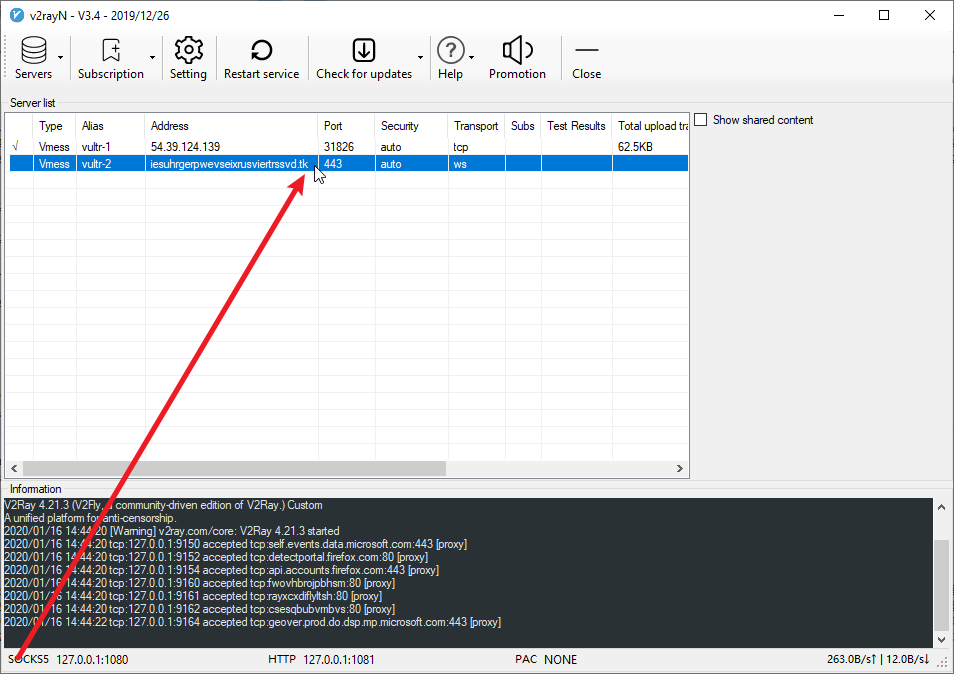 v2rayN - V3.4 - 2019/12/26
Servers Subscription Setting Restart service Check for updates Help Promotion Close
Server list
Type Alias Address Port Security Transport Subs Test Results Total upload tra
√ Vmess vultr-1 54.39.124.139 31826 auto tcp 62.5KB
Vmess vultr-2 iesuhrgerpwevseixrusviertrssvd.tk 443 auto ws
Show shared content
Information
V2Ray 4.21.3 (V2Fly, a community-driven edition of V2Ray.) Custom
A unified platform for anti-censorship.
2020/01/16 14:44:20 [Warning] v2ray.com/core: V2Ray 4.21.3 started
2020/01/16 14:44:20 tcp:127.0.0.1:9150 accepted tcp:self.events.data.microsoft.com:443 [proxy]
2020/01/16 14:44:20 tcp:127.0.0.1:9152 accepted tcp:detectportal.firefox.com:80 [proxy]
2020/01/16 14:44:20 tcp:127.0.0.1:9154 accepted tcp:api.accounts.firefox.com:443 [proxy]
2020/01/16 14:44:20 tcp:127.0.0.1:9160 accepted tcp:fwovhbrojpbhsm:80 [proxy]
2020/01/16 14:44:20 tcp:127.0.0.1:9161 accepted tcp:rayxcxdiflyltsh:80 [proxy]
2020/01/16 14:44:20 tcp:127.0.0.1:9162 accepted tcp:csesqbubvmbvs:80 [proxy]
2020/01/16 14:44:22 tcp:127.0.0.1:9164 accepted tcp:geover.prod.do.dsp.mp.microsoft.com:443 [proxy]
SOCKS5 127.0.0.1:1080 HTTP 127.0.0.1:1081 PAC NONE 263.0B/s↑ | 12.0B/s↓